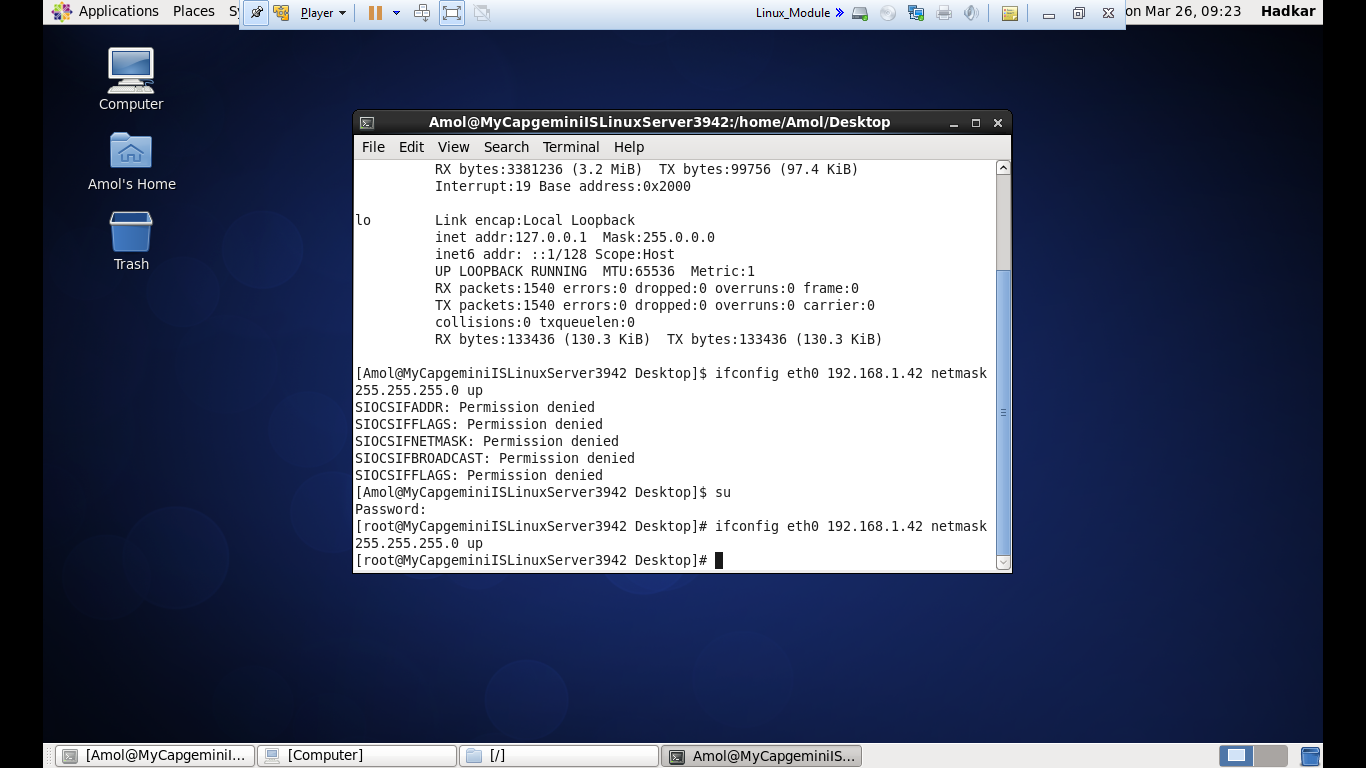 Applications Places Sy
Player
Linux_Module
on Mar 26, 09:23 Hadkar
Computer
Amol's Home
Trash
Amol@MyCapgeminiISLinuxServer3942:/home/Amol/Desktop
File Edit View Search Terminal Help
RX bytes:3381236 (3.2 MiB)  TX bytes:99756 (97.4 KiB)
Interrupt:19 Base address:0x2000
lo        Link encap:Local Loopback
inet addr:127.0.0.1  Mask:255.0.0.0
inet6 addr: ::1/128 Scope:Host
UP LOOPBACK RUNNING  MTU:65536  Metric:1
RX packets:1540 errors:0 dropped:0 overruns:0 frame:0
TX packets:1540 errors:0 dropped:0 overruns:0 carrier:0
collisions:0 txqueuelen:0
RX bytes:133436 (130.3 KiB)  TX bytes:133436 (130.3 KiB)
[Amol@MyCapgeminiISLinuxServer3942 Desktop]$ ifconfig eth0 192.168.1.42 netmask
255.255.255.0 up
SIOCSIFADDR: Permission denied
SIOCSIFFLAGS: Permission denied
SIOCSIFNETMASK: Permission denied
SIOCSIFBROADCAST: Permission denied
SIOCSIFFLAGS: Permission denied
[Amol@MyCapgeminiISLinuxServer3942 Desktop]$ su
Password:
[root@MyCapgeminiISLinuxServer3942 Desktop]# ifconfig eth0 192.168.1.42 netmask
255.255.255.0 up
[root@MyCapgeminiISLinuxServer3942 Desktop]#
[Amol@MyCapgeminiI...
[Computer]
[/]
Amol@MyCapgeminiIS...